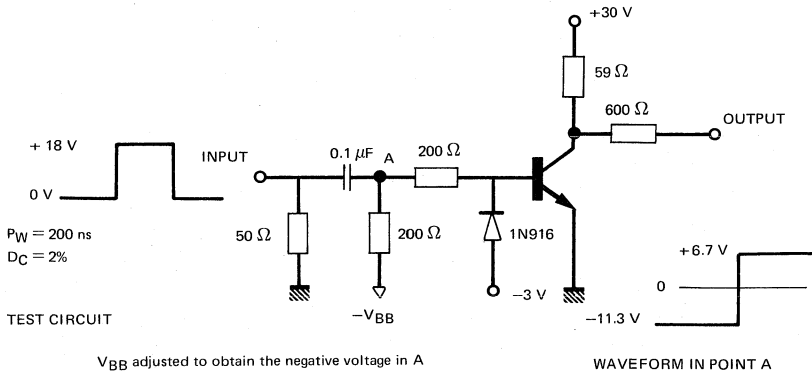 +30 V
59 Ω
600 Ω
OUTPUT
+ 18 V
INPUT
0.1 μF
A
200 Ω
0 V
PW = 200 ns
DC = 2%
50 Ω
200 Ω
1N916
+6.7 V
0
−3 V
−VBB
−11.3 V
TEST CIRCUIT
VBB adjusted to obtain the negative voltage in A
WAVEFORM IN POINT A